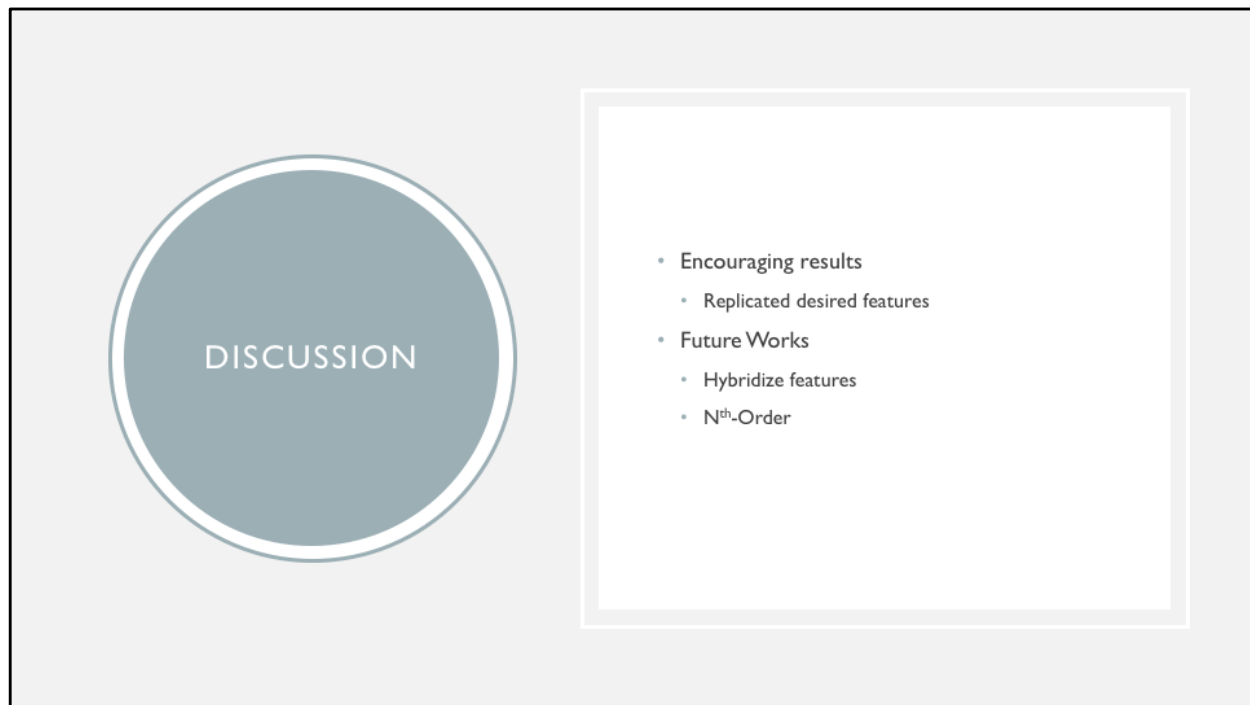 DISCUSSION
• Encouraging results
• Replicated desired features
• Future Works
• Hybridize features
• Nth-Order